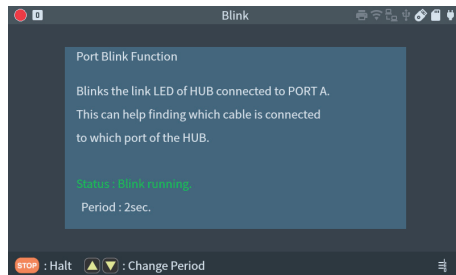 0 Blink
Port Blink Function
Blinks the link LED of HUB connected to PORT A.
This can help finding which cable is connected
to which port of the HUB.
Status : Blink running.
Period : 2sec.
STOP : Halt : Change Period